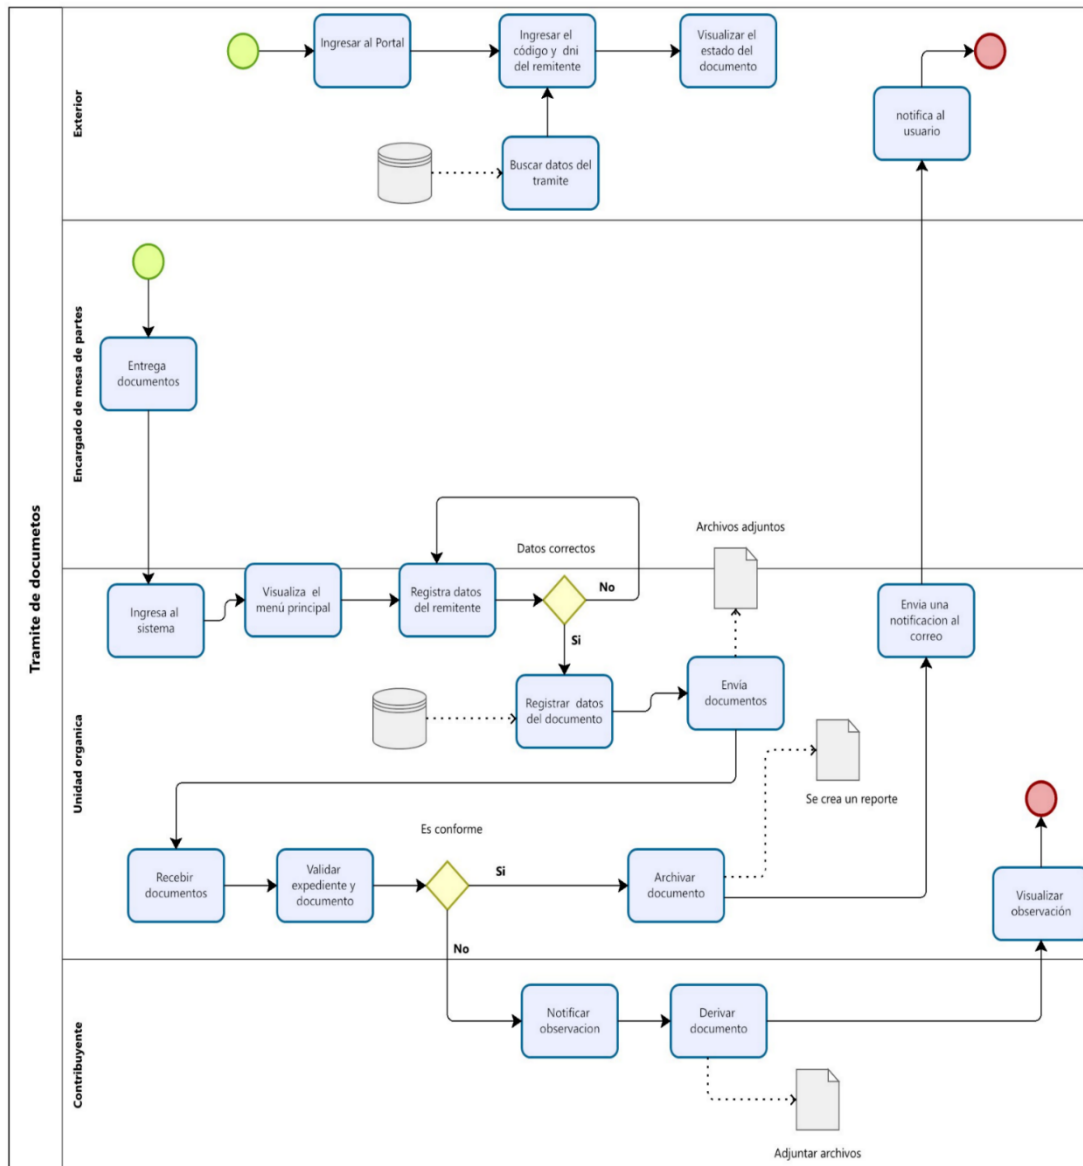 Tramite de documetos
Exterior
Ingresar al Portal
Ingresar el
código y dni
del remitente
Visualizar el
estado del
documento
notifica al
usuario
Buscar datos del
tramite
Encargado de mesa de partes
Entrega
documentos
Archivos adjuntos
Datos correctos
Unidad organica
Ingresa al
sistema
Visualiza el
menú principal
Registra datos
del remitente
No
Si
Envia una
notificacion al
correo
Registrar datos
del documento
Envia
documentos
Se crea un reporte
Es conforme
Recebir
documentos
Validar
expediente y
documento
Si
No
Archivar
documento
Visualizar
observación
Contribuyente
Notificar
observacion
Derivar
documento
Adjuntar archivos